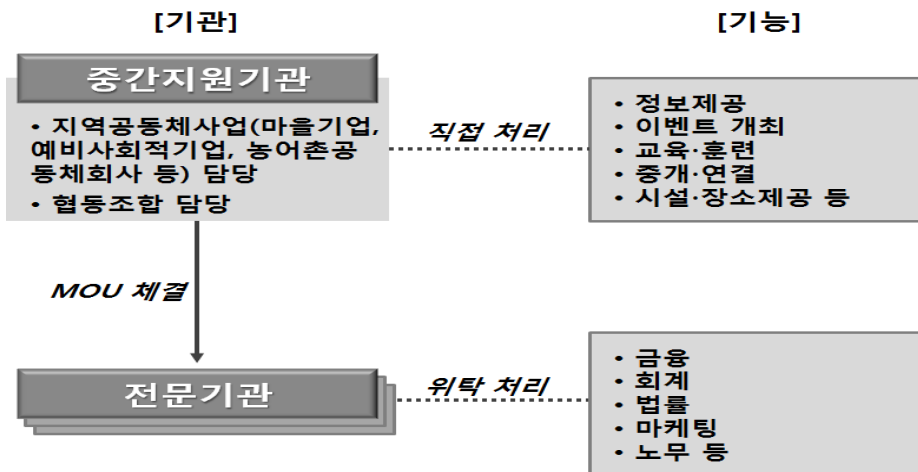 [기관]
[기능]
중간지원기관
• 지역공동체사업(마을기업,
예비사회적기업, 농어촌공
동체회사 등) 담당
• 협동조합 담당
직접 처리
• 정보제공
• 이벤트 개최
• 교육·훈련
• 중개·연결
• 시설·장소제공 등
MOU 체결
전문기관
위탁 처리
• 금융
• 회계
• 법률
• 마케팅
• 노무 등